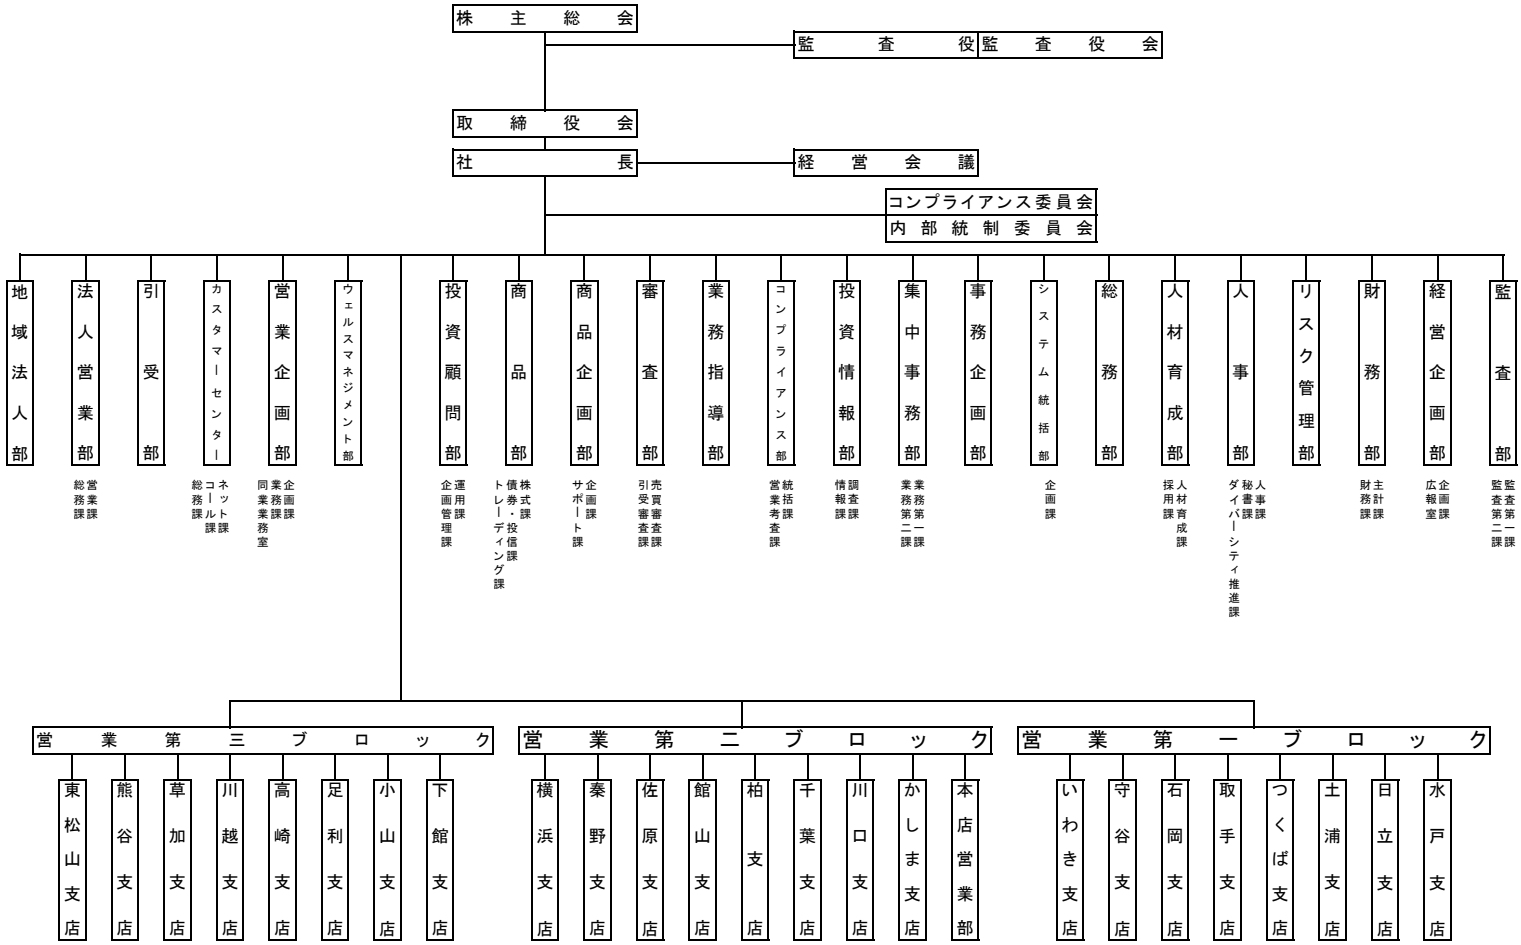 株主総会
監査役
監査役会
取締役会
社長
経営会議
コンプライアンス委員会
内部統制委員会
監査部
監査第一課
監査第二課
経営企画部
企画課
広報室
財務部
主計課
財務課
リスク管理部
人事部
人事課
秘書課
ダイバーシティ推進課
人材育成部
人材育成課
採用課
総務部
システム統括部
企画課
事務企画部
集中事務部
業務第一課
業務第二課
投資情報部
調査課
情報課
コンプライアンス部
統括課
営業考査課
業務指導部
審査部
売買審査課
引受審査課
商品企画部
企画課
サポート課
商品部
株式課
債券・投信課
トレーディング課
投資顧問部
運用課
企画管理課
ウェルスマネジメント部
営業企画部
企画課
業務課
同業業務室
カスタマーセンター
ネット課
コール課
総務課
引受部
法人営業部
営業課
総務課
地域法人部
営業第一ブロック
水戸支店
日立支店
土浦支店
つくば支店
取手支店
石岡支店
守谷支店
いわき支店
営業第二ブロック
本店営業部
かしま支店
川口支店
千葉支店
柏支店
館山支店
佐原支店
秦野支店
横浜支店
営業第三ブロック
下館支店
小山支店
足利支店
高崎支店
川越支店
草加支店
熊谷支店
東松山支店